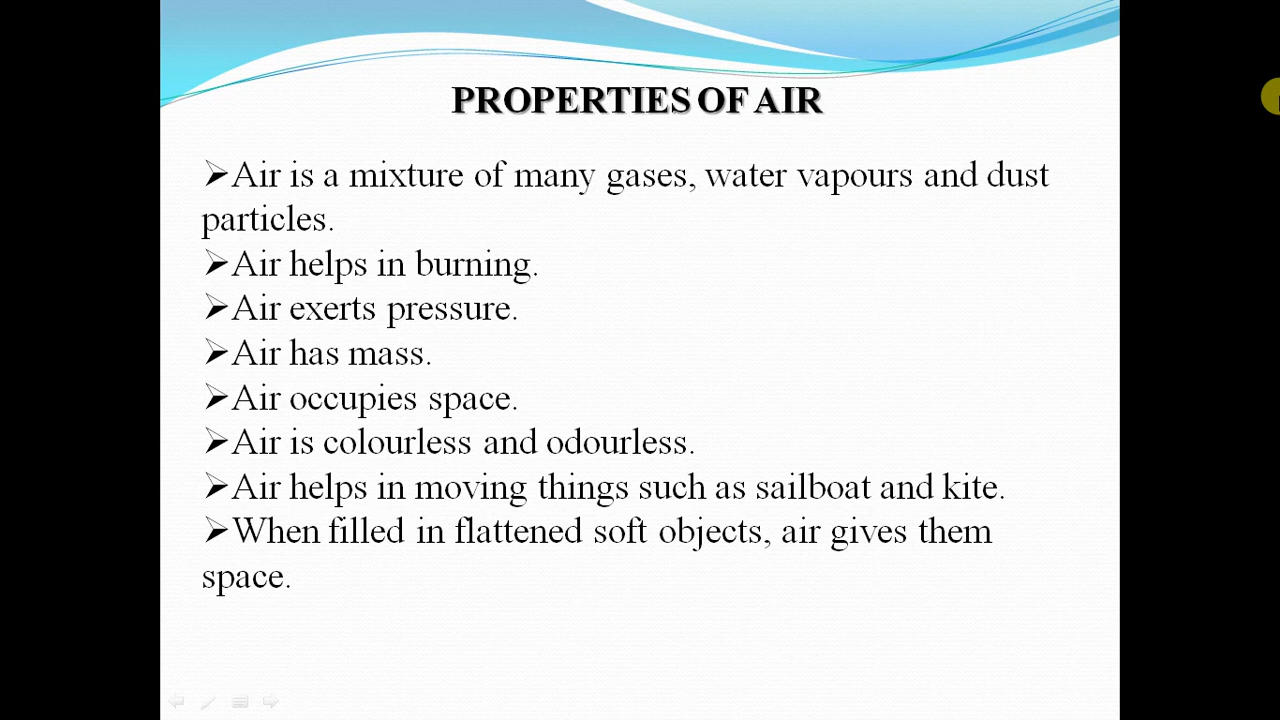 PROPERTIES OF AIR
➢Air is a mixture of many gases, water vapours and dust
particles.
➢Air helps in burning.
➢Air exerts pressure.
➢Air has mass.
➢Air occupies space.
➢Air is colourless and odourless.
➢Air helps in moving things such as sailboat and kite.
➢When filled in flattened soft objects, air gives them
space.